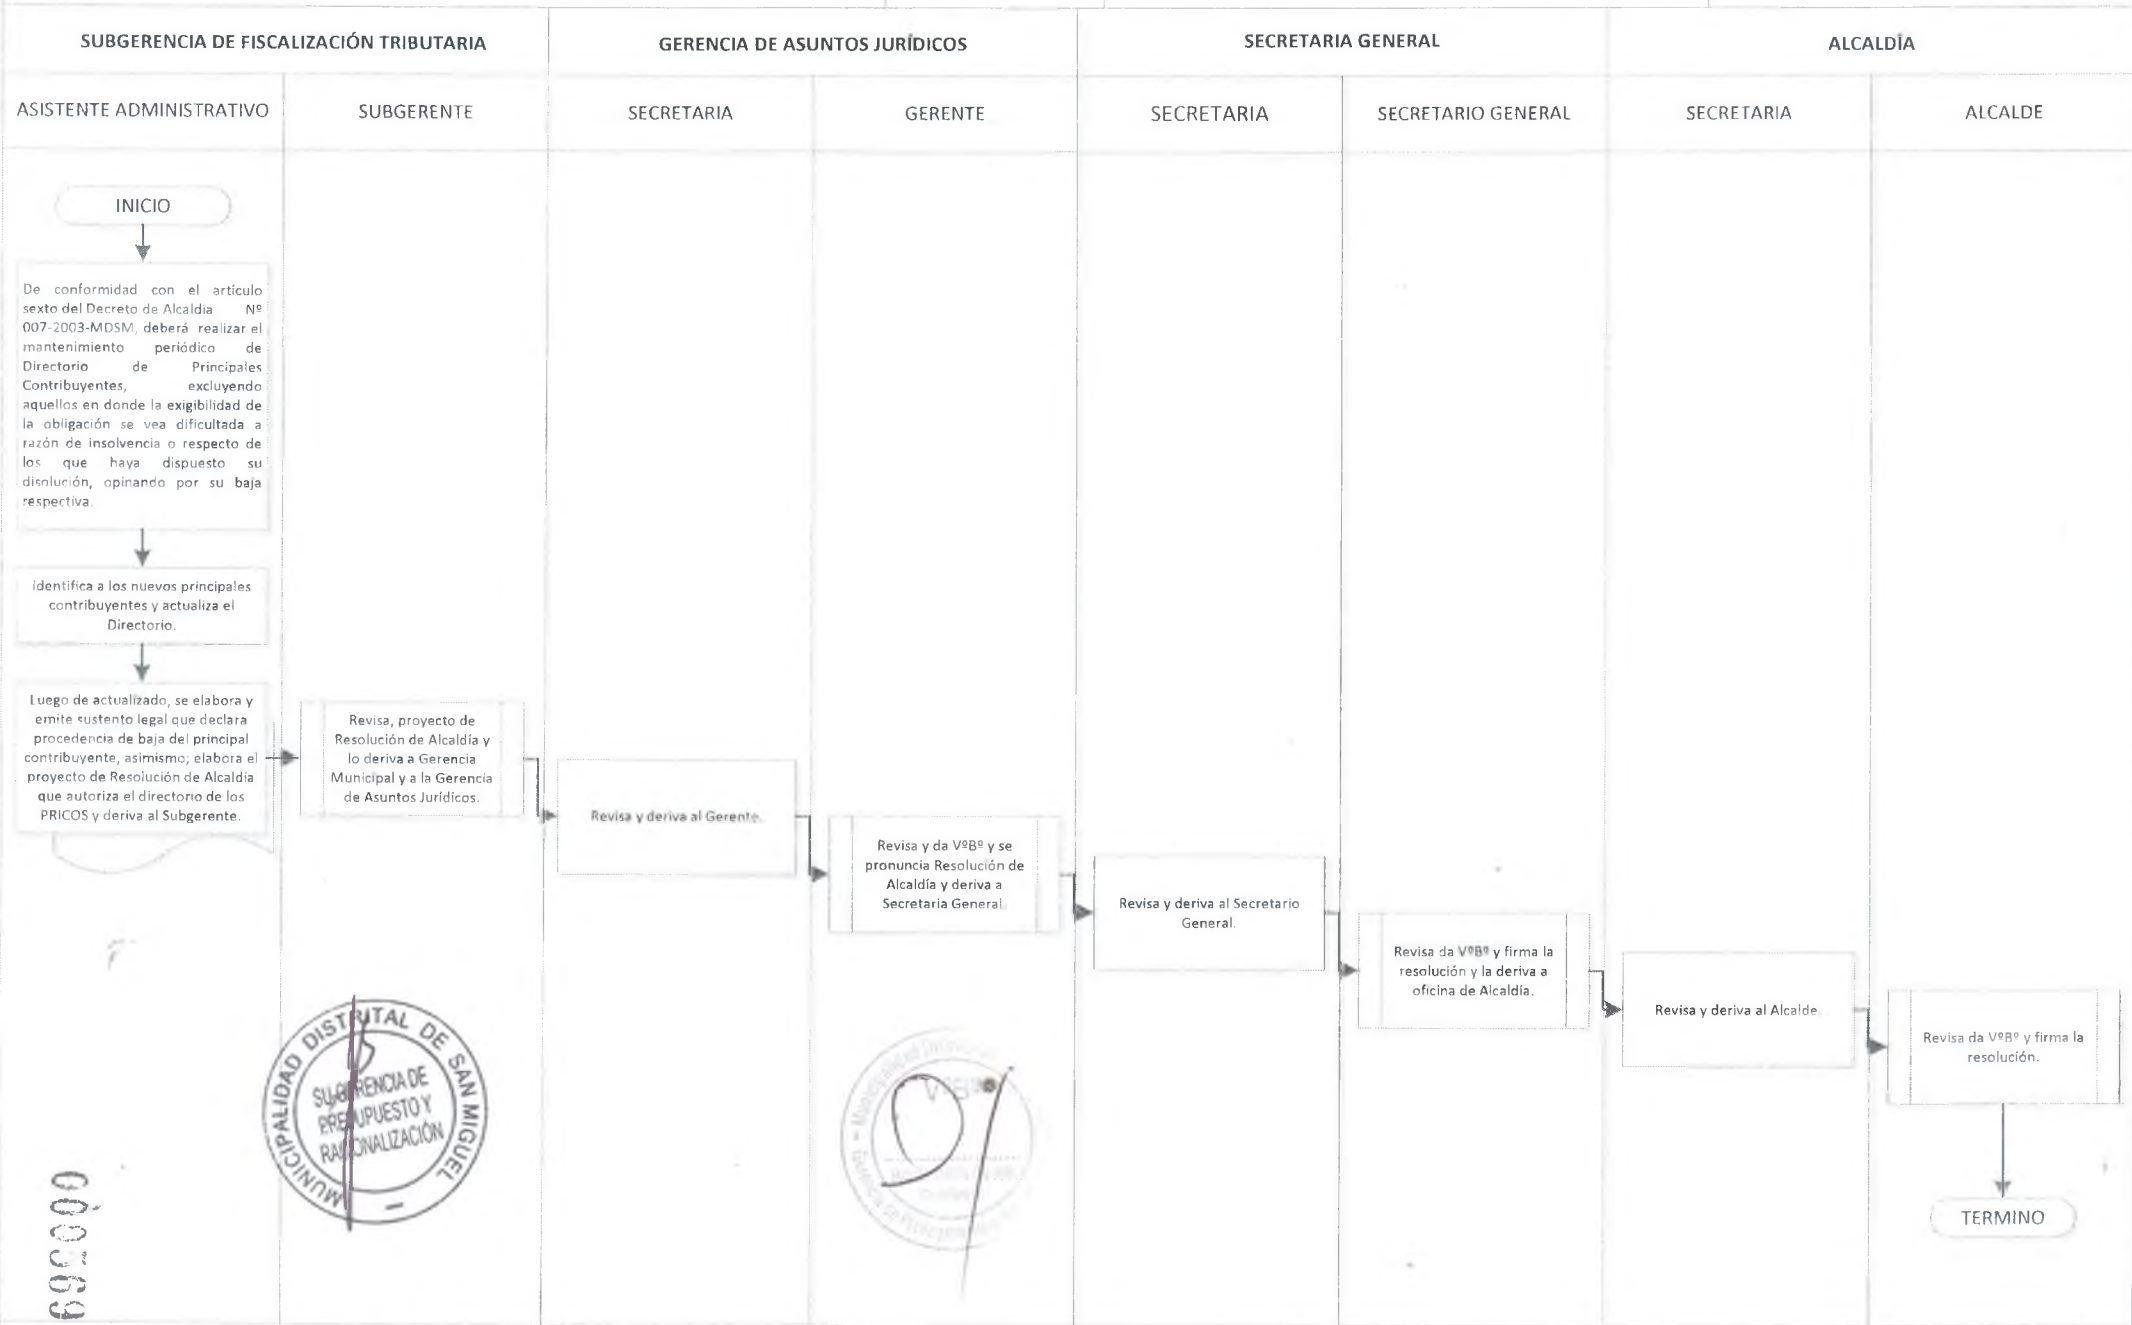 SUBGERENCIA DE FISCALIZACIÓN TRIBUTARIA
GERENCIA DE ASUNTOS JURÍDICOS
SECRETARIA GENERAL
ALCALDÍA
ASISTENTE ADMINISTRATIVO
SUBGERENTE
SECRETARIA
GERENTE
SECRETARIA
SECRETARIO GENERAL
SECRETARIA
ALCALDE
INICIO
De conformidad con el artículo
sexto del Decreto de Alcaldia Nº
007-2003-MDSM, deberá realizar el
mantenimiento periódico de
Directorio de Principales
Contribuyentes, excluyendo
aquellos en donde la exigibilidad de
la obligación se vea dificultada a
razón de insolvencia o respecto de
los que haya dispuesto su
disolución, opinando por su baja
respectiva.
Identifica a los nuevos principales
contribuyentes y actualiza el
Directorio.
Luego de actualizado, se elabora y
emite sustento legal que declara
procedencia de baja del principal
contribuyente, asimismo; elabora el
proyecto de Resolución de Alcaldía
que autoriza el directorio de los
PRICOS y deriva al Subgerente.
Revisa, proyecto de
Resolución de Alcaldía y
lo deriva a Gerencia
Municipal y a la Gerencia
de Asuntos Jurídicos.
Revisa y deriva al Gerente.
Revisa y da VºBº y se
pronuncia Resolución de
Alcaldía y deriva a
Secretaria General.
Revisa y deriva al Secretario
General.
Revisa da VºBº y firma la
resolución y la deriva a
oficina de Alcaldía.
Revisa y deriva al Alcalde.
Revisa da VºBº y firma la
resolución.
TERMINO
MUNICIPALIDAD DISTRITAL DE SAN MIGUEL
SUBGERENCIA DE
PRESUPUESTO Y
RACIONALIZACIÓN
VºBº
000369